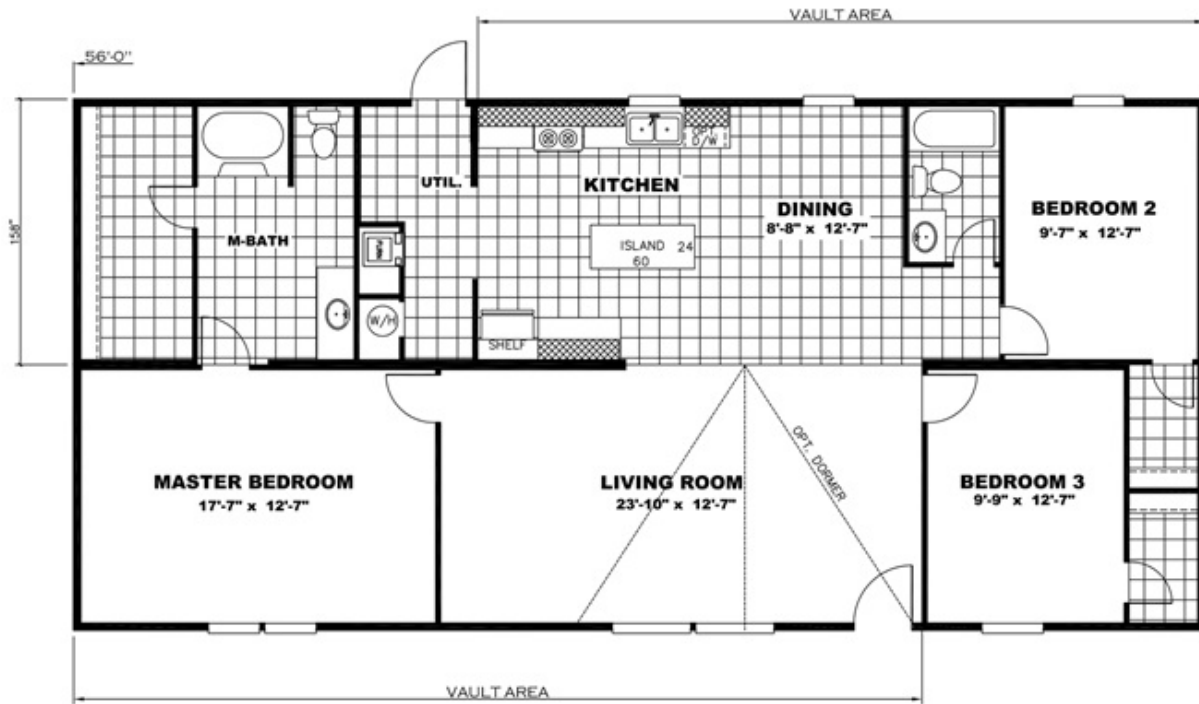 VAULT AREA
56'-0"
158"
OPT.
D/W
UTIL.
KITCHEN
DINING
8'-8" x 12'-7"
BEDROOM 2
9'-7" x 12'-7"
M-BATH
ISLAND 24
60
FURN
W/H
SHELF
MASTER BEDROOM
17'-7" x 12'-7"
LIVING ROOM
23'-10" x 12'-7"
OPT. DORMER
BEDROOM 3
9'-9" x 12'-7"
VAULT AREA